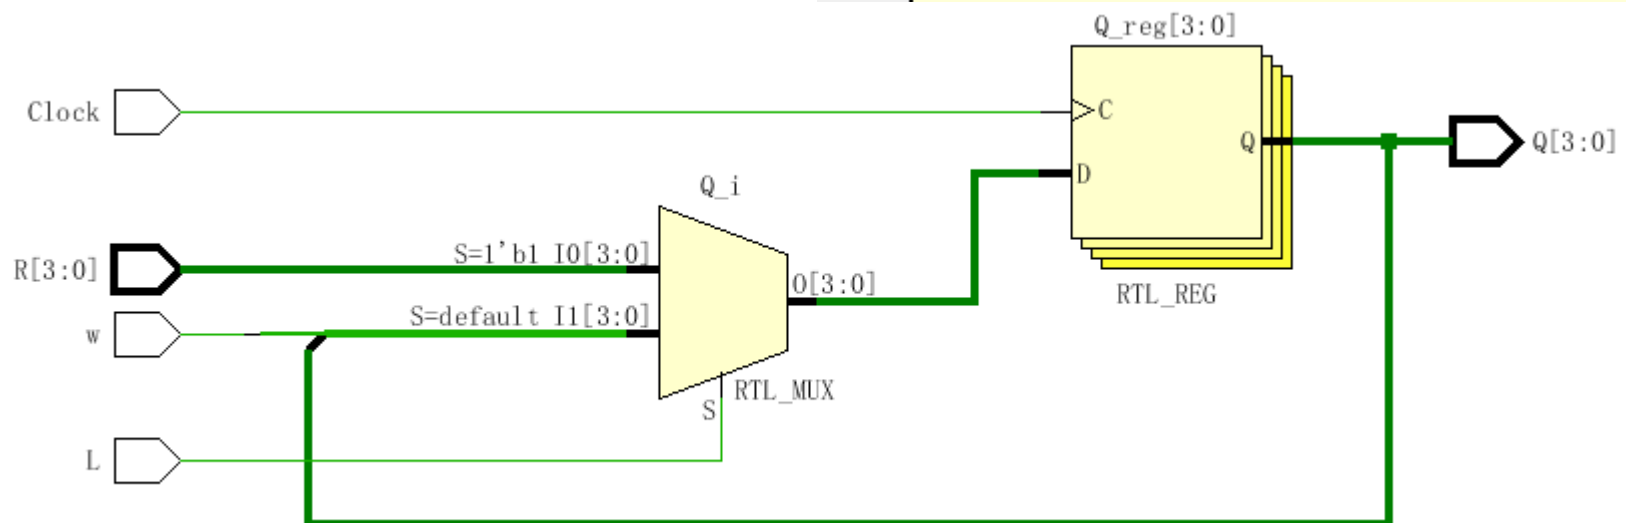 Q_reg[3:0]
Clock
C
Q
Q[3:0]
D
Q_i
R[3:0]
S=1'b1 I0[3:0]
O[3:0]
RTL_REG
w
S=default I1[3:0]
RTL_MUX
S
L